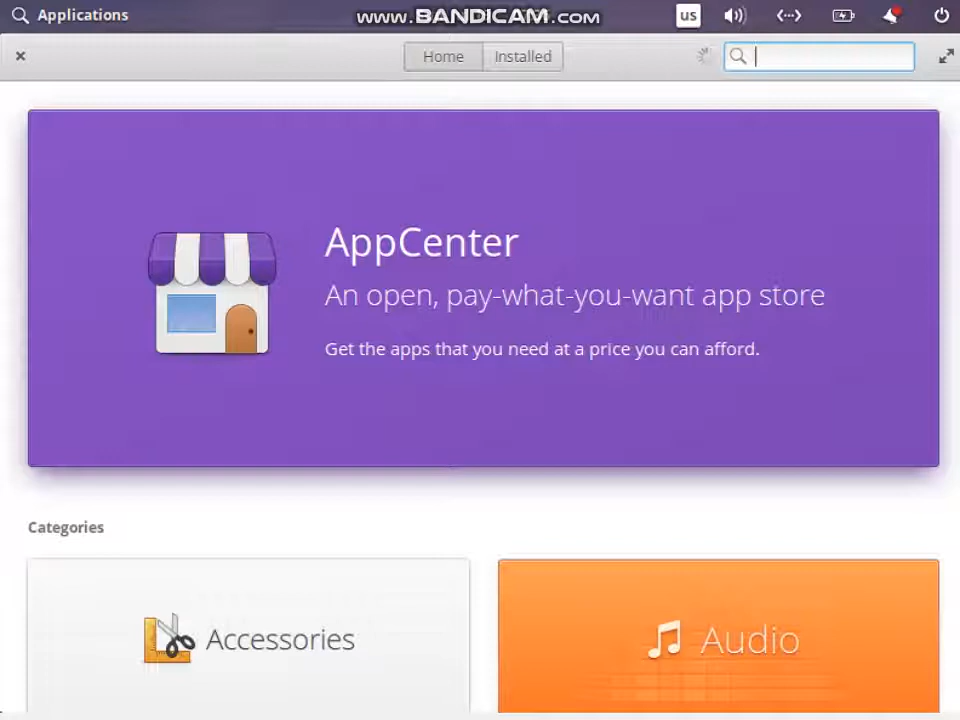 Applications
www.BANDICAM.com
us
Home
Installed
AppCenter
An open, pay-what-you-want app store
Get the apps that you need at a price you can afford.
Categories
Accessories
Audio